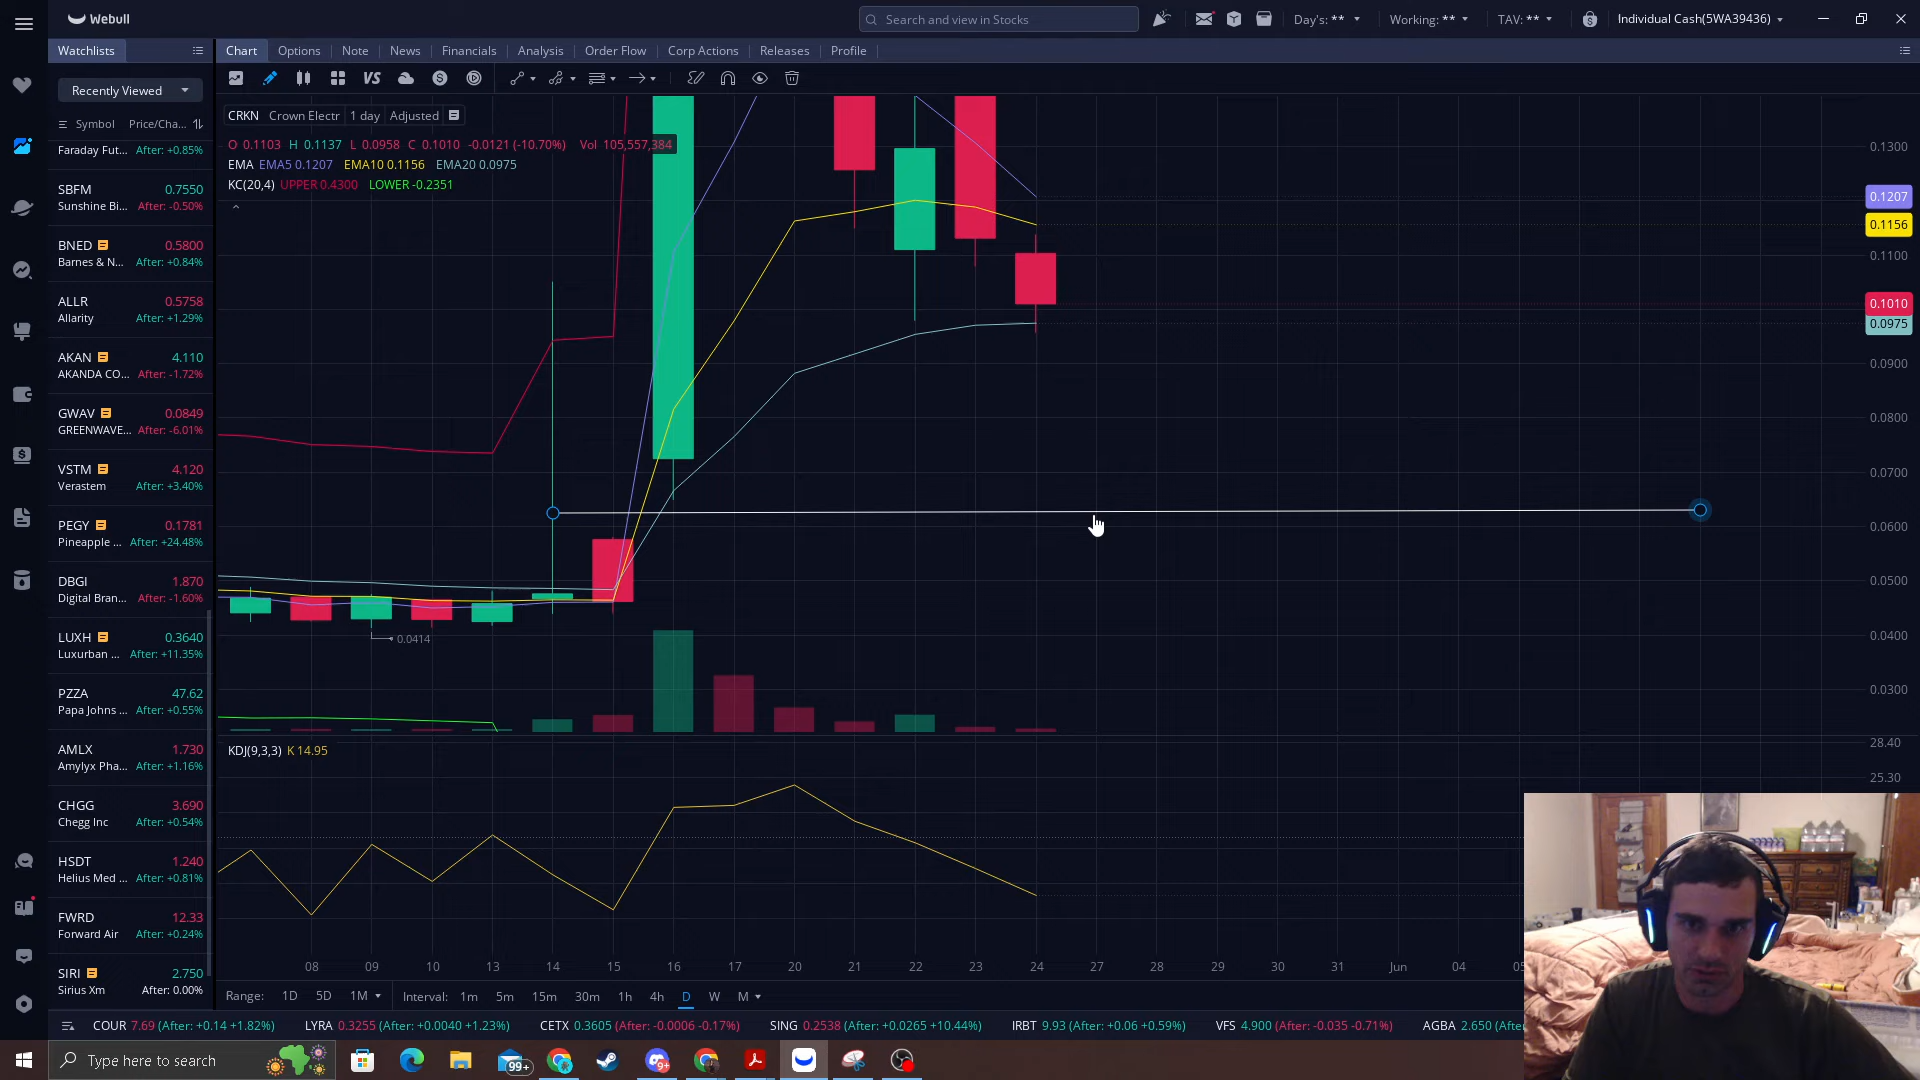 Webull
Search and view in Stocks
Day's: **
Working: **
TAV: **
Individual Cash(5WA39436)
Watchlists
Chart
Options
Note
News
Financials
Analysis
Order Flow
Corp Actions
Releases
Profile
Recently Viewed
VS
Symbol Price/Cha...
Faraday Fut... After: +0.85%
SBFM 0.7550
Sunshine Bi... After: -0.50%
BNED 0.5800
Barnes & N... After: +0.84%
ALLR 0.5758
Allarity After: +1.29%
AKAN 4.110
AKANDA CO... After: -1.72%
GWAV 0.0849
GREENWAVE... After: -6.01%
VSTM 4.120
Verastem After: +3.40%
PEGY 0.1781
Pineapple ... After: +24.48%
DBGI 1.870
Digital Bran... After: -1.60%
LUXH 0.3640
Luxurban ... After: +11.35%
PZZA 47.62
Papa Johns ... After: +0.55%
AMLX 1.730
Amylyx Pha... After: +1.16%
CHGG 3.690
Chegg Inc After: +0.54%
HSDT 1.240
Helius Med ... After: +0.81%
FWRD 12.33
Forward Air After: +0.24%
SIRI 2.750
Sirius Xm After: 0.00%
CRKN Crown Electr 1 day Adjusted
O 0.1103 H 0.1137 L 0.0958 C 0.1010 -0.0121 (-10.70%) Vol 105,557,384
EMA EMA5 0.1207 EMA10 0.1156 EMA20 0.0975
KC(20,4) UPPER 0.4300 LOWER -0.2351
0.1300
0.1207
0.1156
0.1100
0.1010
0.0975
0.0900
0.0800
0.0700
0.0600
0.0500
0.0400
0.0300
0.0414
KDJ(9,3,3) K 14.95
28.40
25.30
08 09 10 13 14 15 16 17 20 21 22 23 24 27 28 29 30 31 Jun 04
Range: 1D 5D 1M Interval: 1m 5m 15m 30m 1h 4h D W M
COUR 7.69 (After: +0.14 +1.82%) LYRA 0.3255 (After: +0.0040 +1.23%) CETX 0.3605 (After: -0.0006 -0.17%) SING 0.2538 (After: +0.0265 +10.44%) IRBT 9.93 (After: +0.06 +0.59%) VFS 4.900 (After: -0.035 -0.71%) AGBA 2.650 (Afte
Type here to search
99+
9+